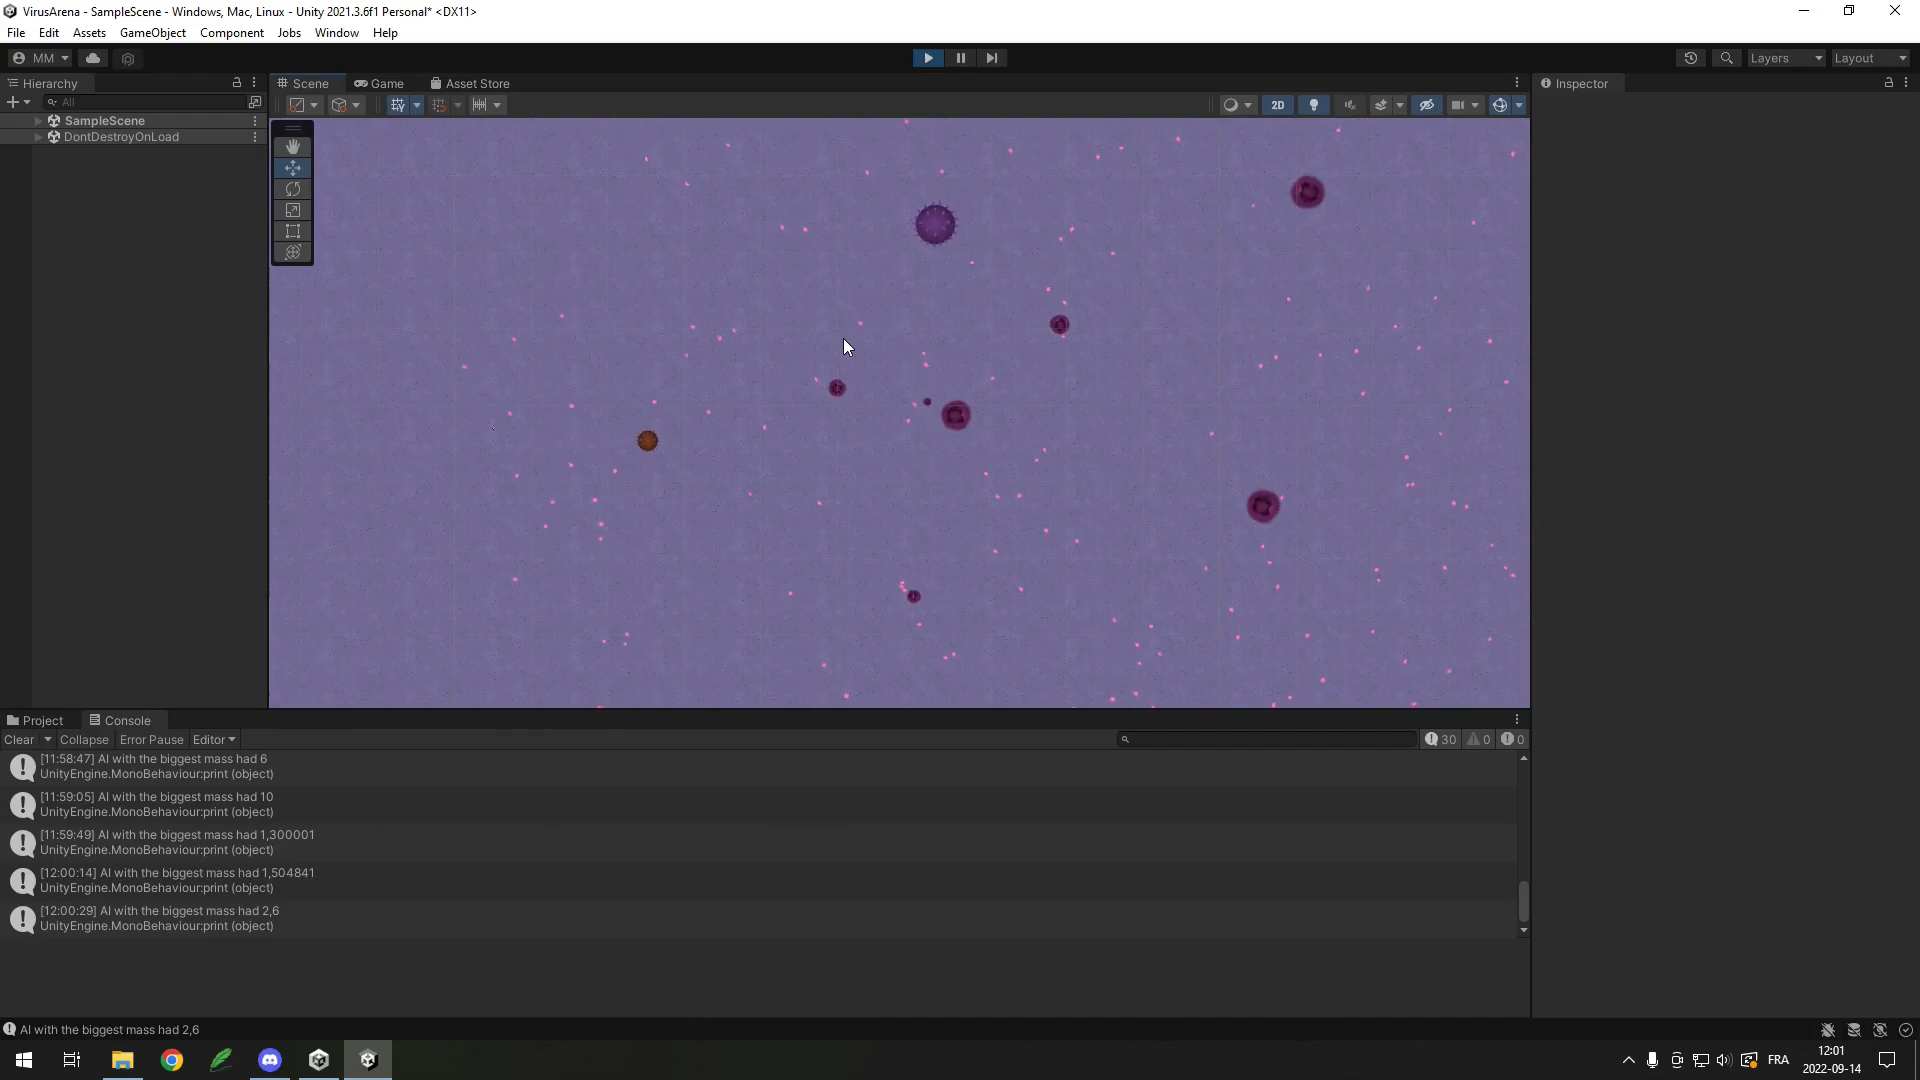 VirusArena - SampleScene - Windows, Mac, Linux - Unity 2021.3.6f1 Personal* <DX11>
File Edit Assets GameObject Component Jobs Window Help
MM Layers Layout
Hierarchy Scene Game Asset Store Inspector
All 2D
SampleScene
DontDestroyOnLoad
Project Console
Clear Collapse Error Pause Editor 30 0 0
[11:58:47] AI with the biggest mass had 6
UnityEngine.MonoBehaviour:print (object)
[11:59:05] AI with the biggest mass had 10
UnityEngine.MonoBehaviour:print (object)
[11:59:49] AI with the biggest mass had 1,300001
UnityEngine.MonoBehaviour:print (object)
[12:00:14] AI with the biggest mass had 1,504841
UnityEngine.MonoBehaviour:print (object)
[12:00:29] AI with the biggest mass had 2,6
UnityEngine.MonoBehaviour:print (object)
AI with the biggest mass had 2,6
FRA 12:01
2022-09-14